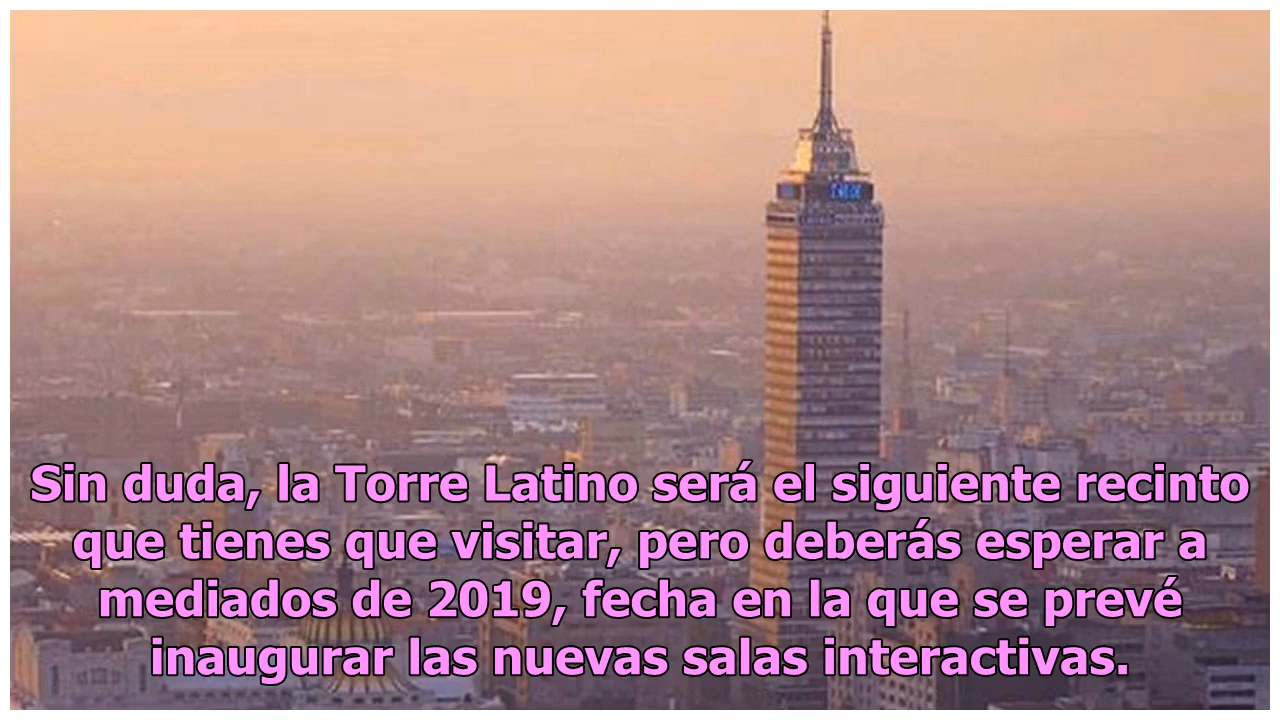 Sin duda, la Torre Latino será el siguiente recinto
que tienes que visitar, pero deberás esperar a
mediados de 2019, fecha en la que se prevé
inaugurar las nuevas salas interactivas.